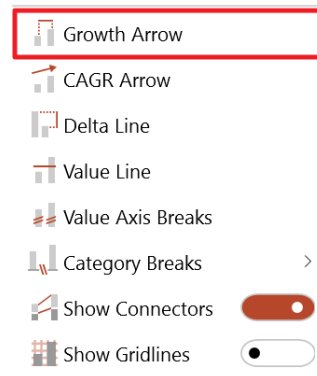 Growth Arrow
CAGR Arrow
Delta Line
Value Line
Value Axis Breaks
Category Breaks
Show Connectors
Show Gridlines